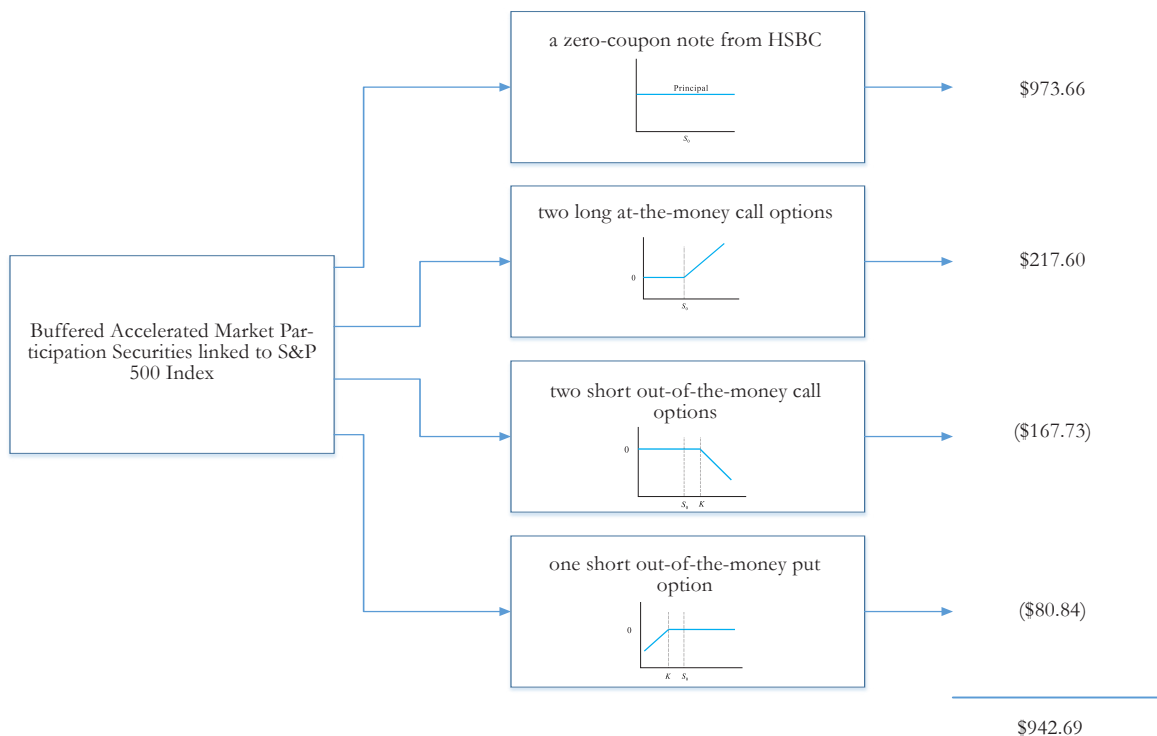 a zero-coupon note from HSBC
Principal
S₀
$973.66
two long at-the-money call options
0
S₀
$217.60
Buffered Accelerated Market Par-
ticipation Securities linked to S&P
500 Index
two short out-of-the-money call
options
0
S₀ K
($167.73)
one short out-of-the-money put
option
0
K S₀
($80.84)
$942.69